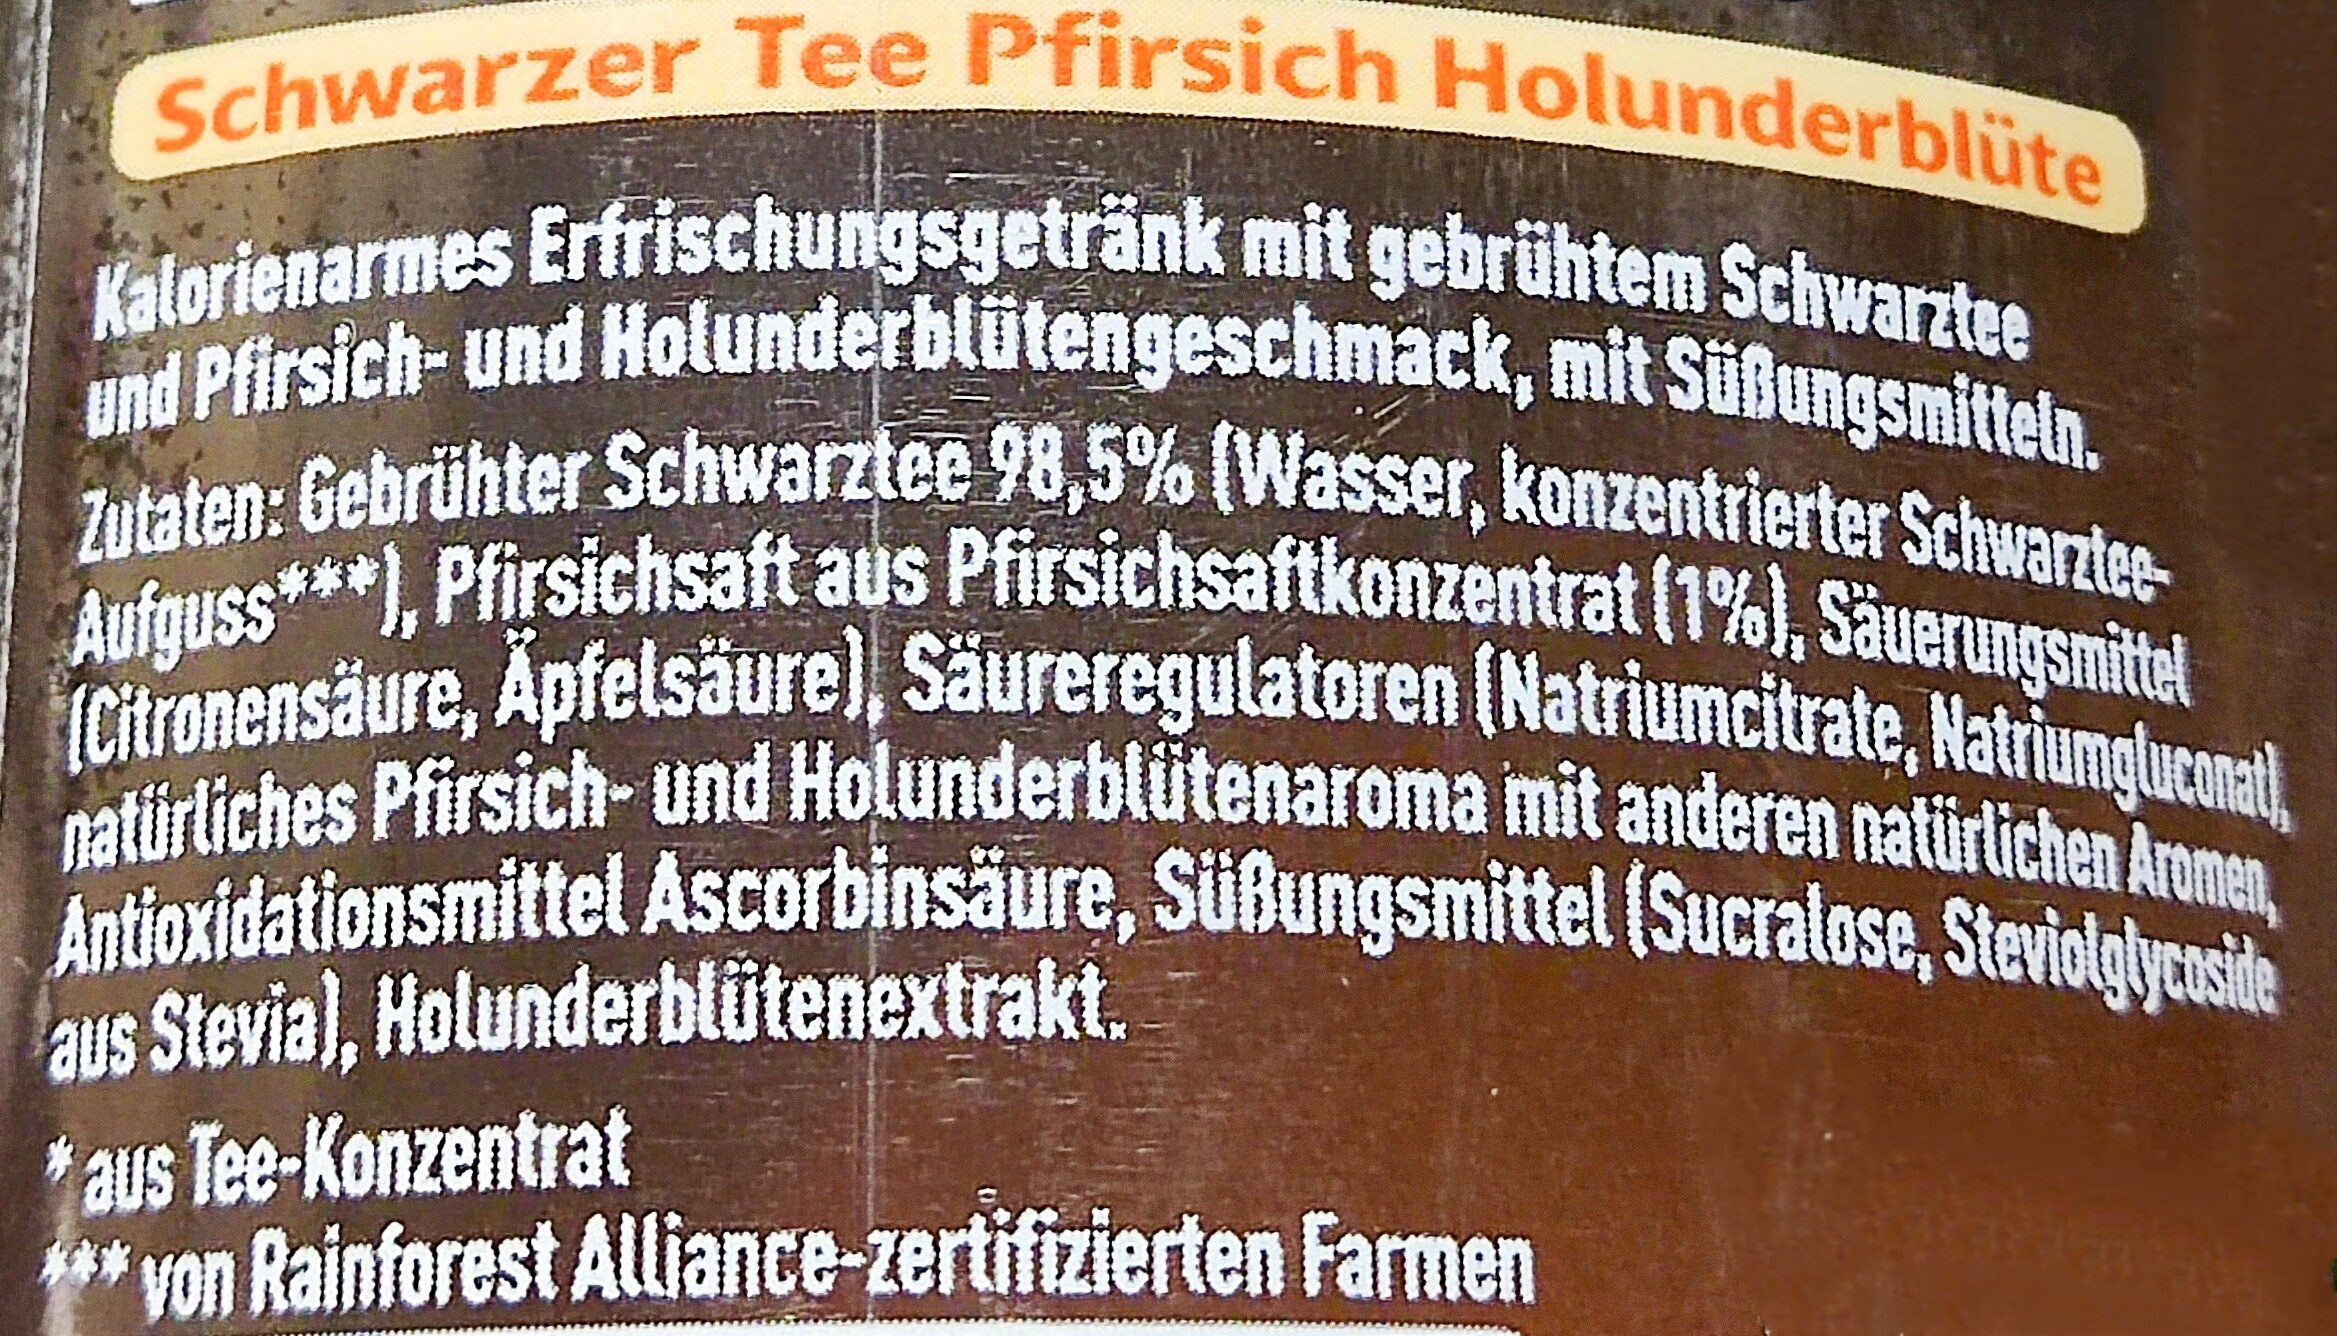 Schwarzer Tee Pfirsich Holunderblüte
Kalorienarmes Erfrischungsgetränk mit gebrühtem Schwarztee
und Pfirsich- und Holunderblütengeschmack, mit Süßungsmitteln.
Zutaten: Gebrühter Schwarztee 98,5% (Wasser, konzentrierter Schwarztee-
Aufguss***), Pfirsichsaft aus Pfirsichsaftkonzentrat (1%), Säuerungsmittel
(Citronensäure, Äpfelsäure), Säureregulatoren (Natriumcitrate, Natriumgluconat),
natürliches Pfirsich- und Holunderblütenaroma mit anderen natürlichen Aromen,
Antioxidationsmittel Ascorbinsäure, Süßungsmittel (Sucralose, Steviolglycoside
aus Stevia), Holunderblütenextrakt.
* aus Tee-Konzentrat
*** von Rainforest Alliance-zertifizierten Farmen